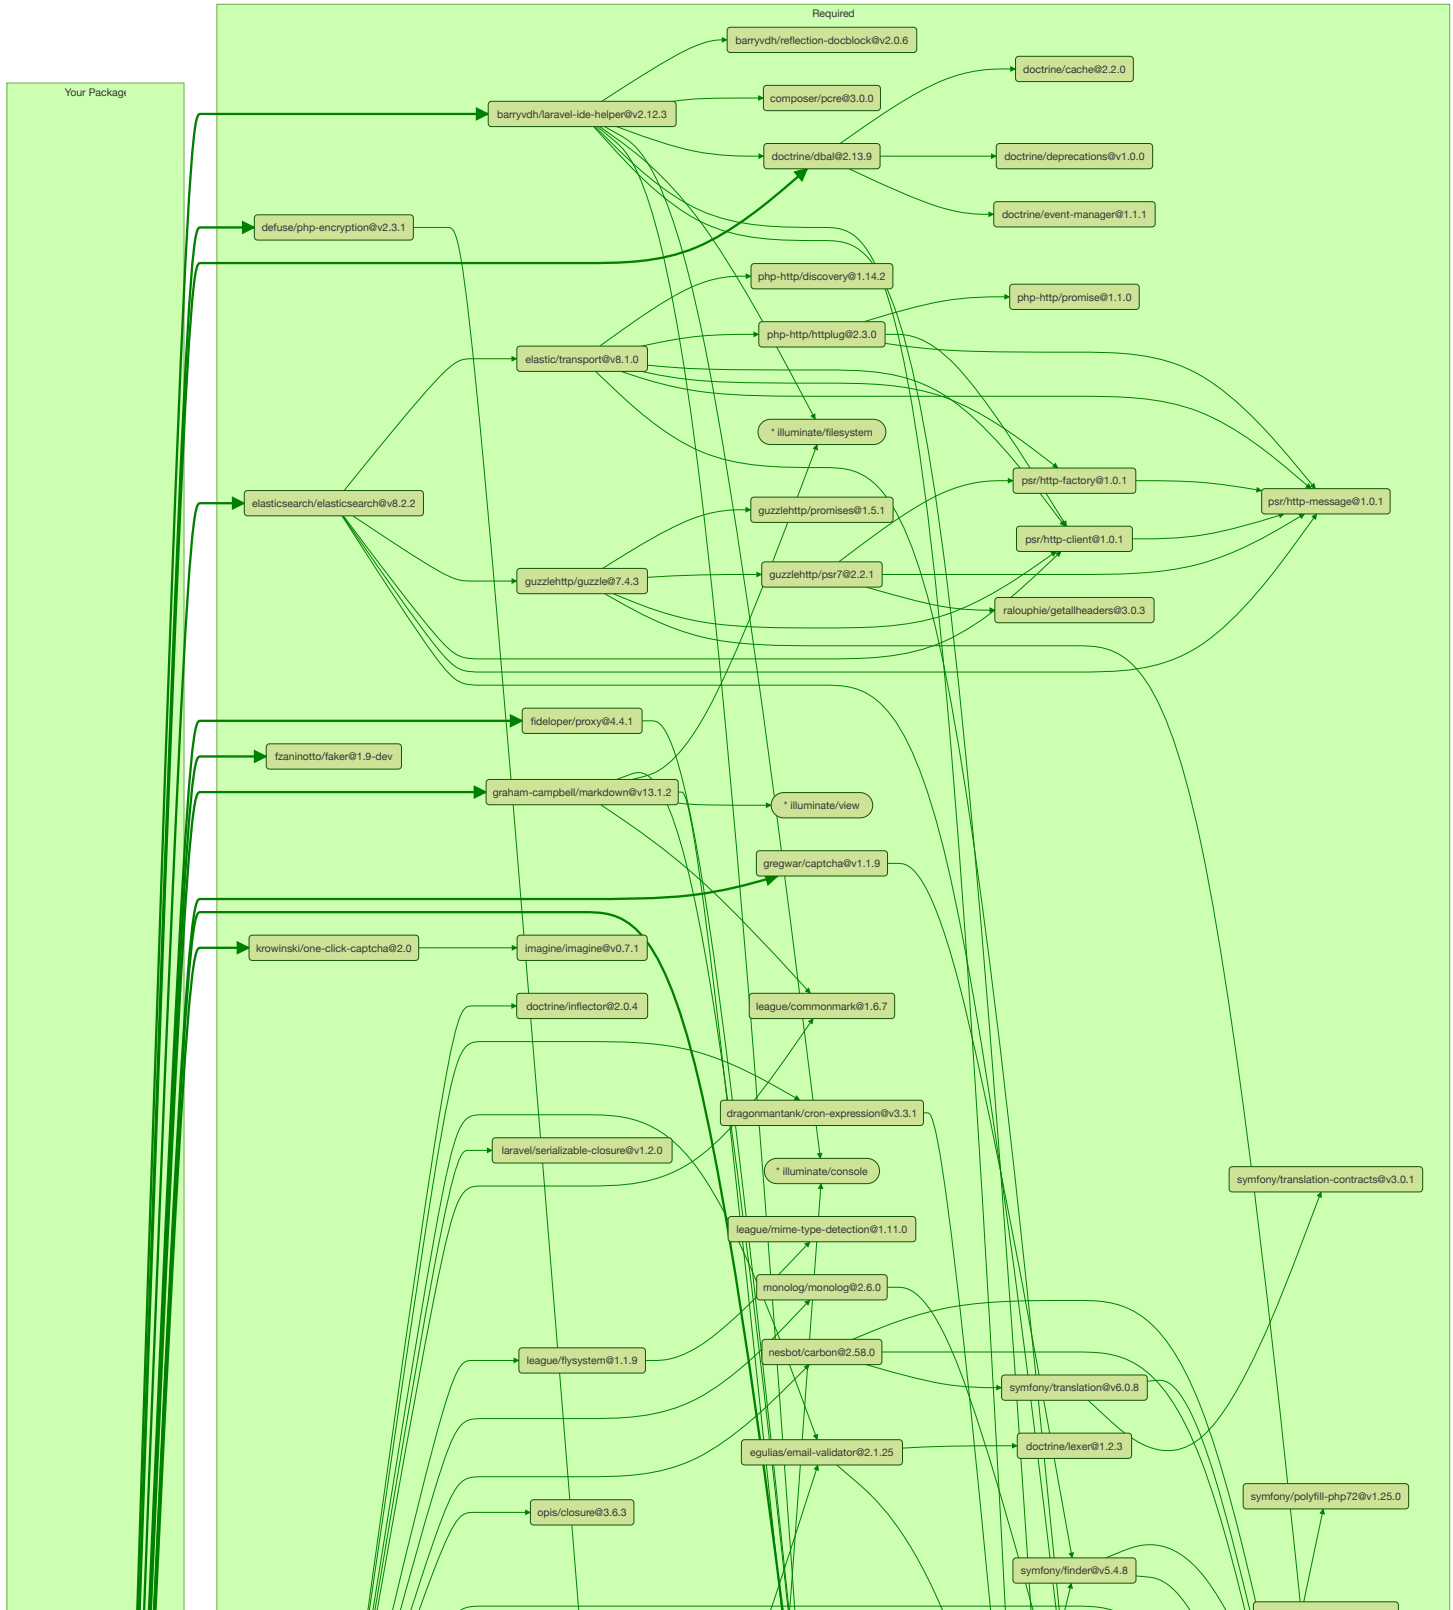 Required
barryvdh/reflection-docblock@v2.0.6
doctrine/cache@2.2.0
Your Package
composer/pcre@3.0.0
barryvdh/laravel-ide-helper@v2.12.3
doctrine/dbal@2.13.9
doctrine/deprecations@v1.0.0
doctrine/event-manager@1.1.1
defuse/php-encryption@v2.3.1
php-http/discovery@1.14.2
php-http/promise@1.1.0
php-http/httplug@2.3.0
elastic/transport@v8.1.0
* illuminate/filesystem
psr/http-factory@1.0.1
elasticsearch/elasticsearch@v8.2.2
psr/http-message@1.0.1
guzzlehttp/promises@1.5.1
psr/http-client@1.0.1
guzzlehttp/guzzle@7.4.3
guzzlehttp/psr7@2.2.1
ralouphie/getallheaders@3.0.3
fideloper/proxy@4.4.1
fzaninotto/faker@1.9-dev
graham-campbell/markdown@v13.1.2
* illuminate/view
gregwar/captcha@v1.1.9
krowinski/one-click-captcha@2.0
imagine/imagine@v0.7.1
doctrine/inflector@2.0.4
league/commonmark@1.6.7
dragonmantank/cron-expression@v3.3.1
laravel/serializable-closure@v1.2.0
* illuminate/console
symfony/translation-contracts@v3.0.1
league/mime-type-detection@1.11.0
monolog/monolog@2.6.0
nesbot/carbon@2.58.0
league/flysystem@1.1.9
symfony/translation@v6.0.8
doctrine/lexer@1.2.3
egulias/email-validator@2.1.25
symfony/polyfill-php72@v1.25.0
opis/closure@3.6.3
symfony/finder@v5.4.8